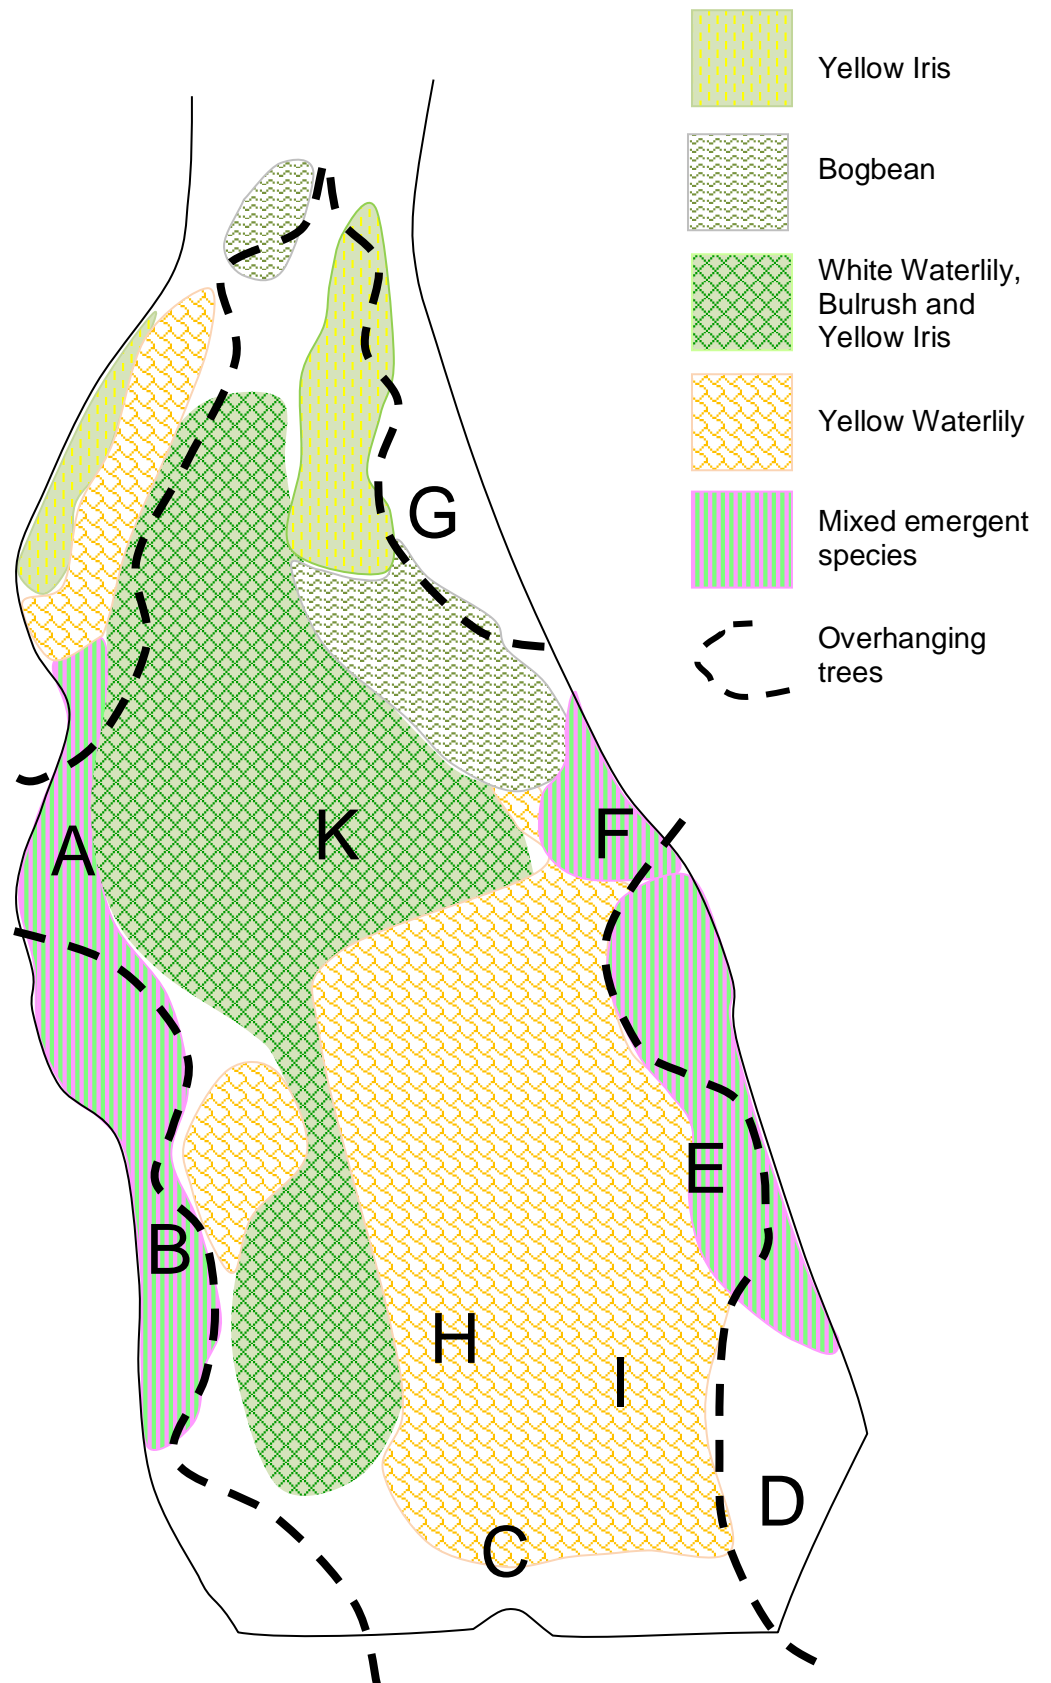 Yellow Iris
Bogbean
White Waterlily,
Bulrush and
Yellow Iris
Yellow Waterlily
Mixed emergent
species
Overhanging
trees
G
K
F
A
E
B
H
I
D
C